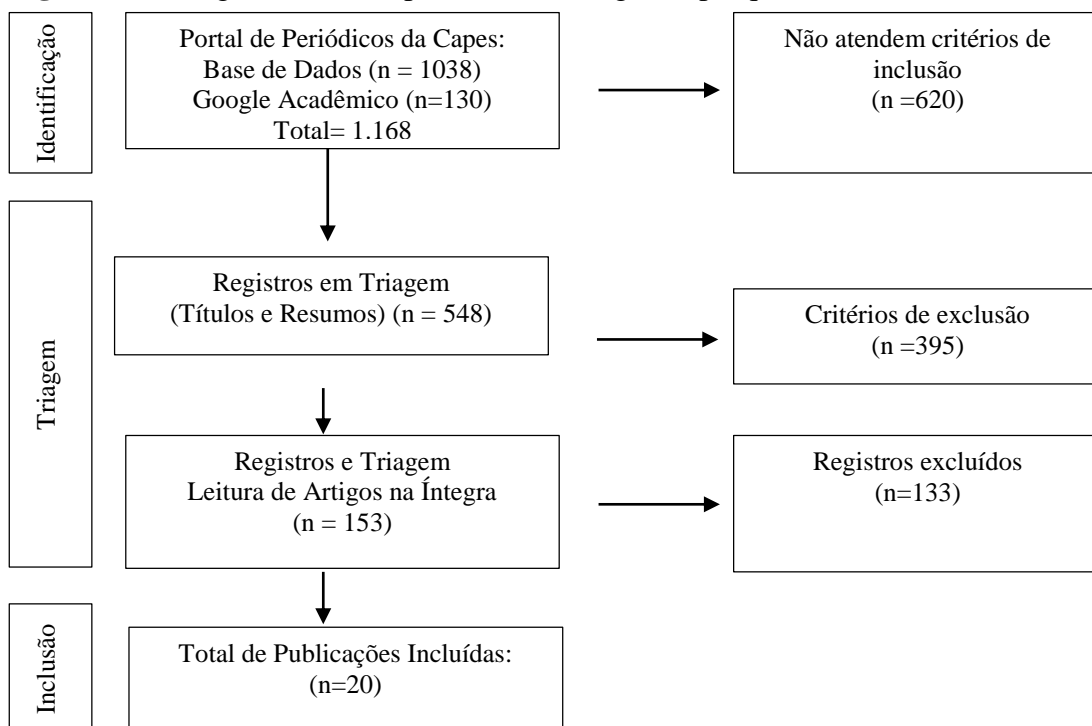 Identificação
Portal de Periódicos da Capes:
Base de Dados (n = 1038)
Google Acadêmico (n=130)
Total= 1.168
Não atendem critérios de
inclusão
(n =620)
Triagem
Registros em Triagem
(Títulos e Resumos) (n = 548)
Critérios de exclusão
(n =395)
Registros e Triagem
Leitura de Artigos na Íntegra
(n = 153)
Registros excluídos
(n=133)
Inclusão
Total de Publicações Incluídas:
(n=20)